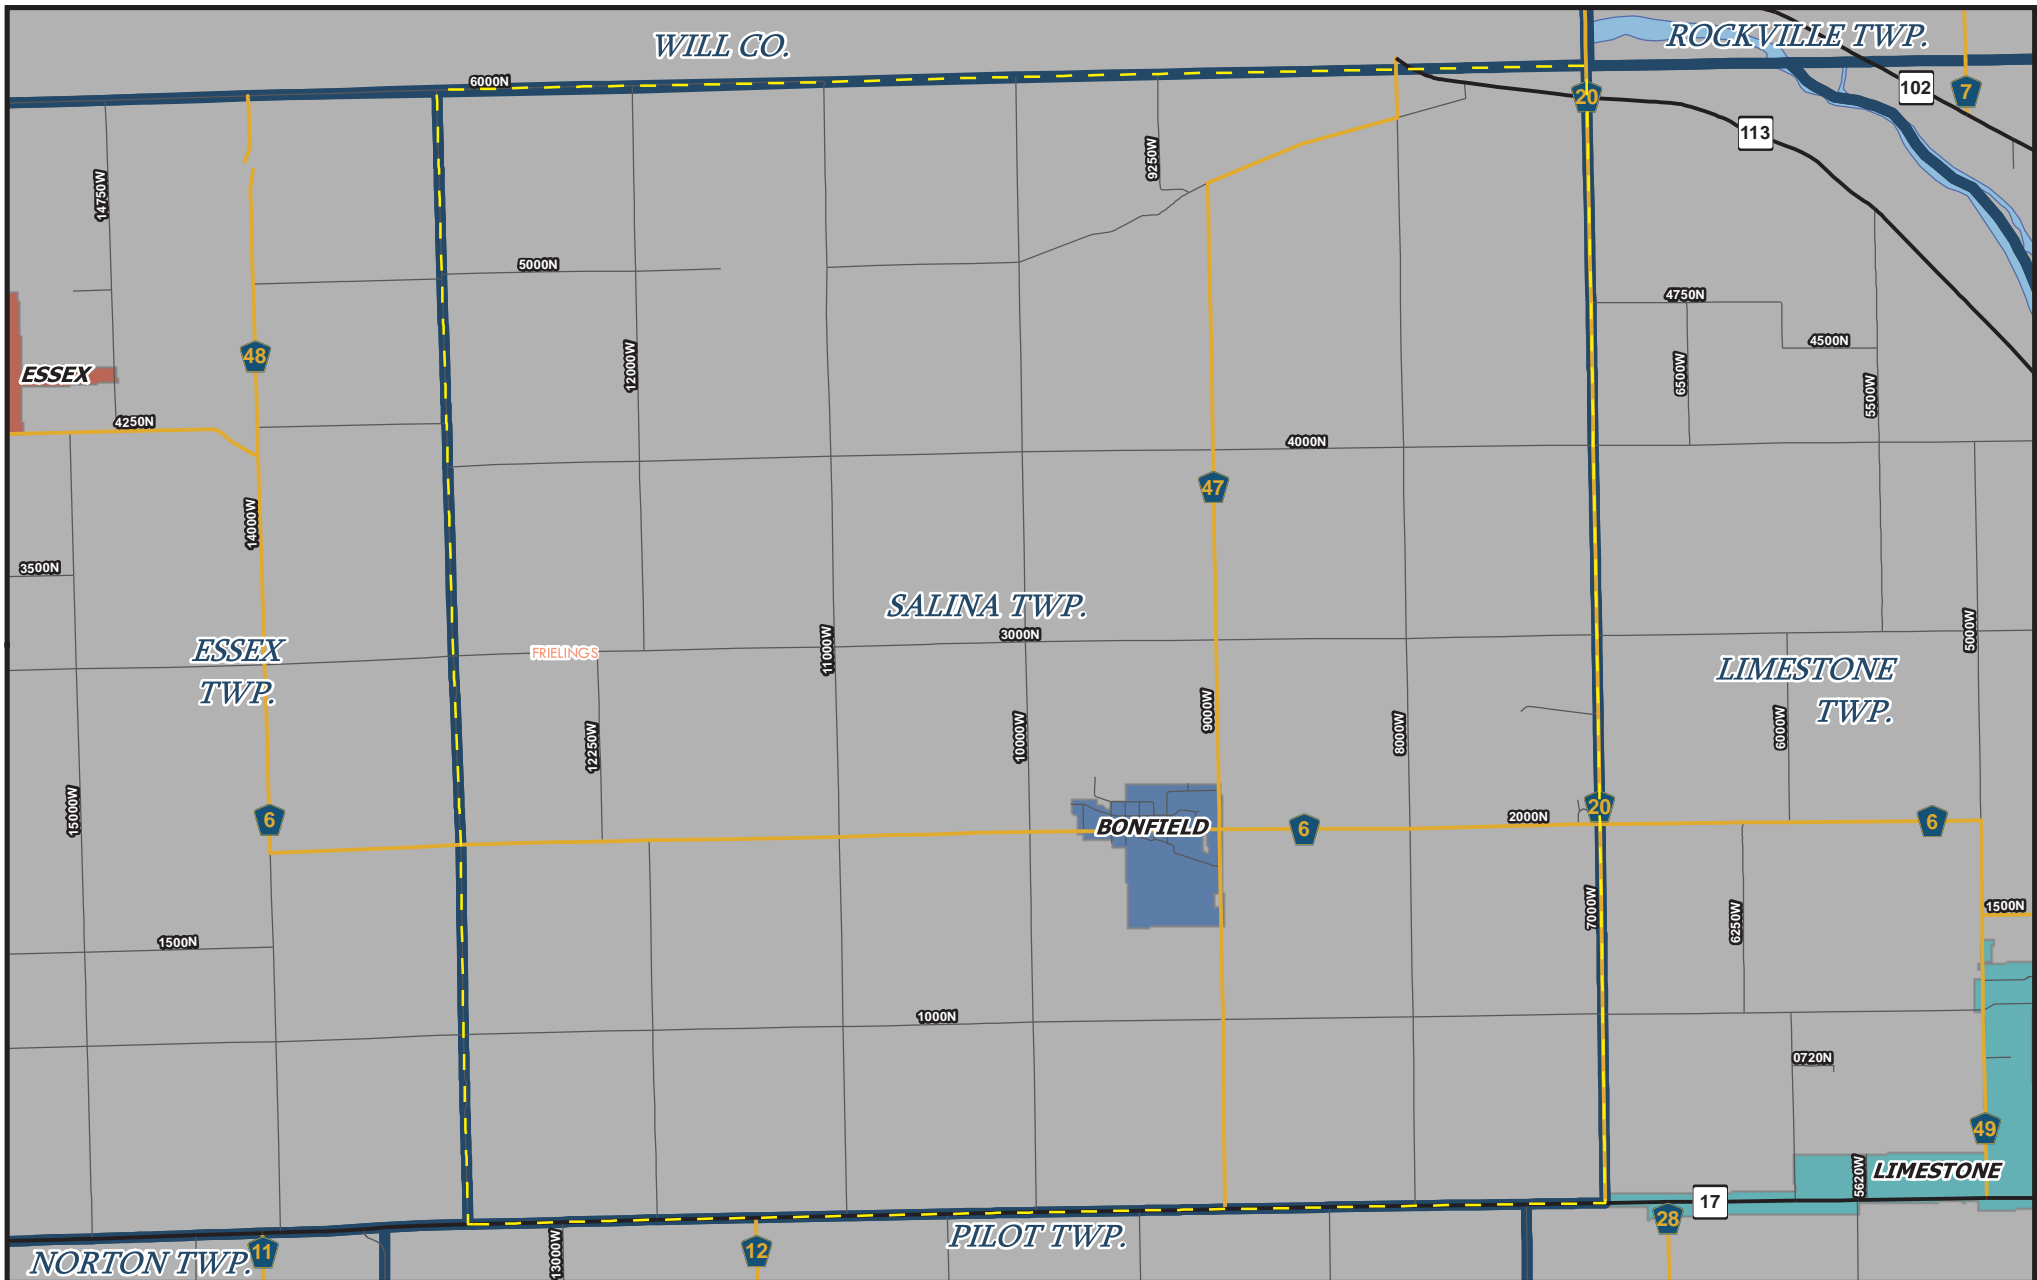 WILL CO.
ROCKVILLE TWP.
6000N
20
102
7
113
9250W
14750W
5000N
4750N
4500N
48
12000W
6500W
5500W
ESSEX
4250N
4000N
47
14000W
3500N
SALINA TWP.
3000N
5000W
11000W
ESSEX
TWP.
FRIELINGS
LIMESTONE
TWP.
9000W
10000W
8000W
6000W
12250W
15000W
6
BONFIELD
6
2000N
20
6
7000W
6250W
1500N
1500N
1000N
0720N
49
5620W
LIMESTONE
17
28
PILOT TWP.
NORTON TWP.
11
13000W
12